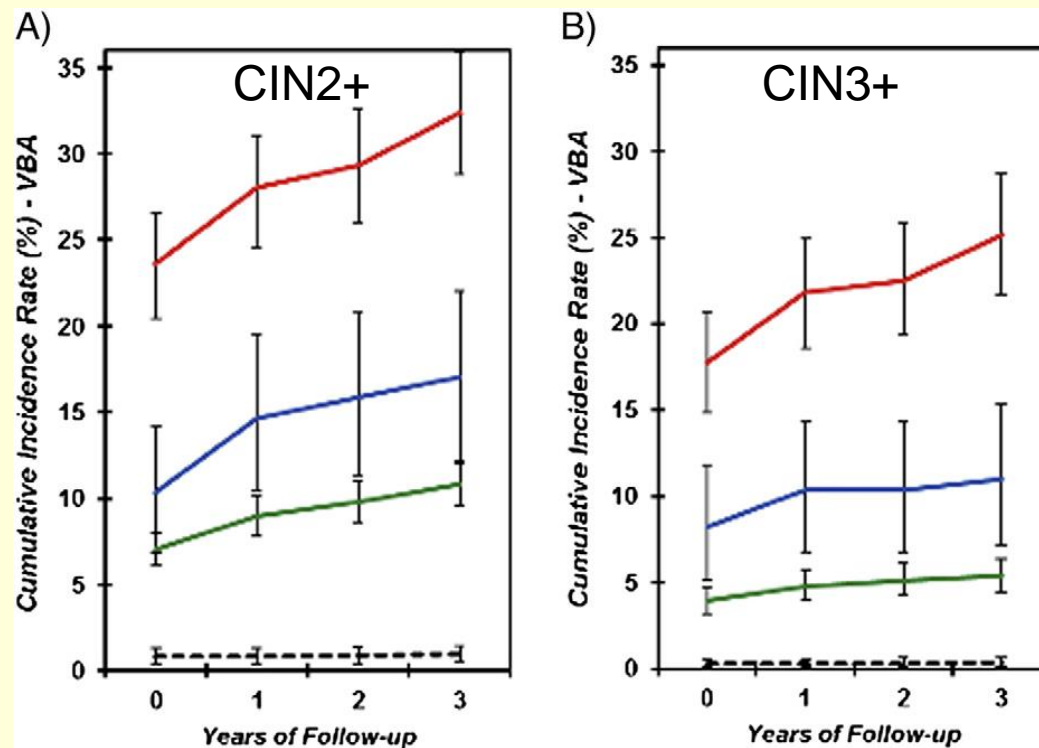 A)
CIN2+
Cumulative Incidence Rate (%) - VBA
35
30
25
20
15
10
5
0
0 1 2 3
Years of Follow-up
B)
CIN3+
Cumulative Incidence Rate (%) - VBA
35
30
25
20
15
10
5
0
0 1 2 3
Years of Follow-up